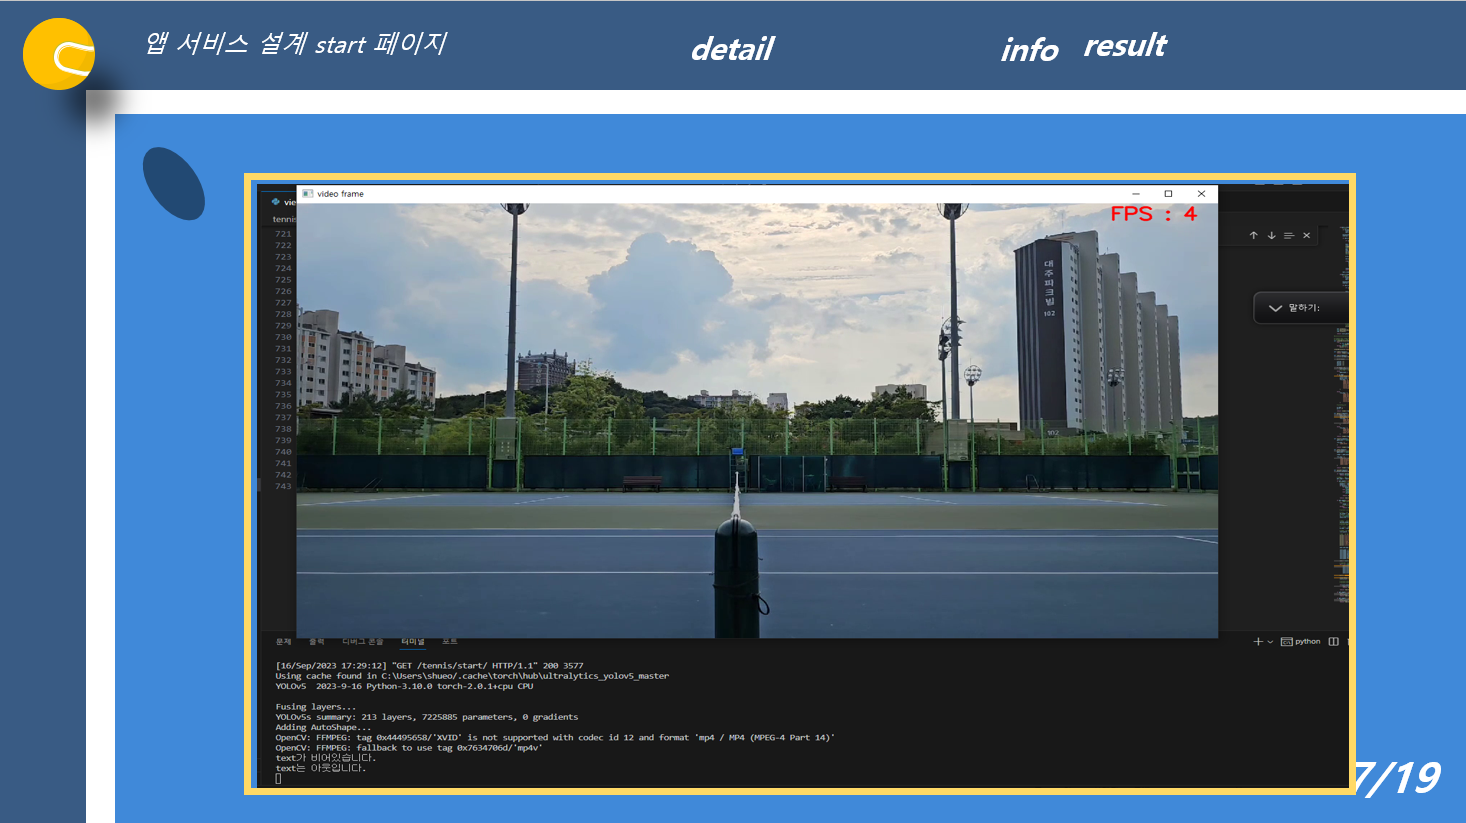 앱 서비스 설계 start 페이지
detail
info
result
video frame
FPS : 4
vie
tennis
721
722
723
724
725
726
727
728
729
730
731
732
733
734
735
736
737
738
739
740
741
742
743
대주피크빌
102
102
말하기:
문제 출력 디버그 콘솔 터미널 포트
python
[16/Sep/2023 17:29:12] "GET /tennis/start/ HTTP/1.1" 200 3577
Using cache found in C:\Users\shueo/.cache\torch\hub\ultralytics_yolov5_master
YOLOv5 2023-9-16 Python-3.10.0 torch-2.0.1+cpu CPU
Fusing layers...
YOLOv5s summary: 213 layers, 7225885 parameters, 0 gradients
Adding AutoShape...
OpenCV: FFMPEG: tag 0x44495658/'XVID' is not supported with codec id 12 and format 'mp4 / MP4 (MPEG-4 Part 14)'
OpenCV: FFMPEG: fallback to use tag 0x7634706d/'mp4v'
text가 비어있습니다.
text는 아웃입니다.
7/19